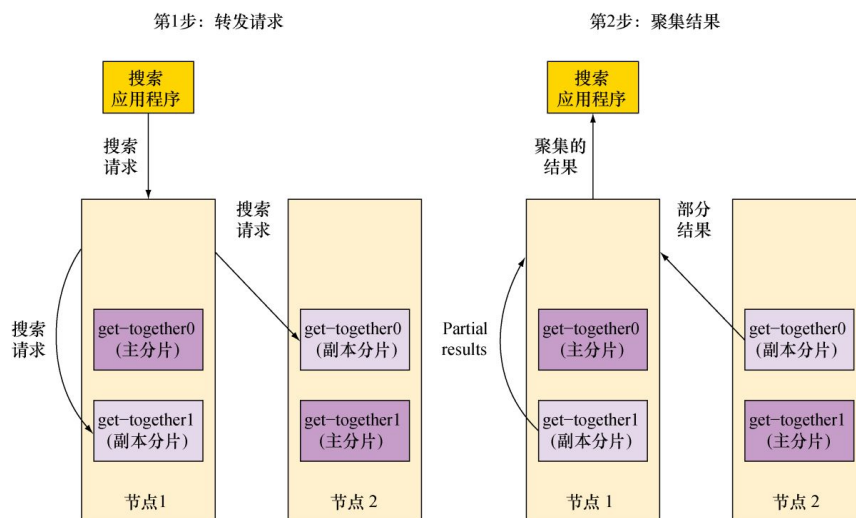 第1步：转发请求
搜索
应用程序
搜索
请求
搜索
请求
搜索
请求
get-together0
(主分片)
get-together1
(副本分片)
节点1
get-together0
(副本分片)
get-together1
(主分片)
节点 2
第2步：聚集结果
搜索
应用程序
聚集的
结果
部分
结果
Partial
results
get-together0
(主分片)
get-together1
(副本分片)
节点 1
get-together0
(副本分片)
get-together1
(主分片)
节点 2